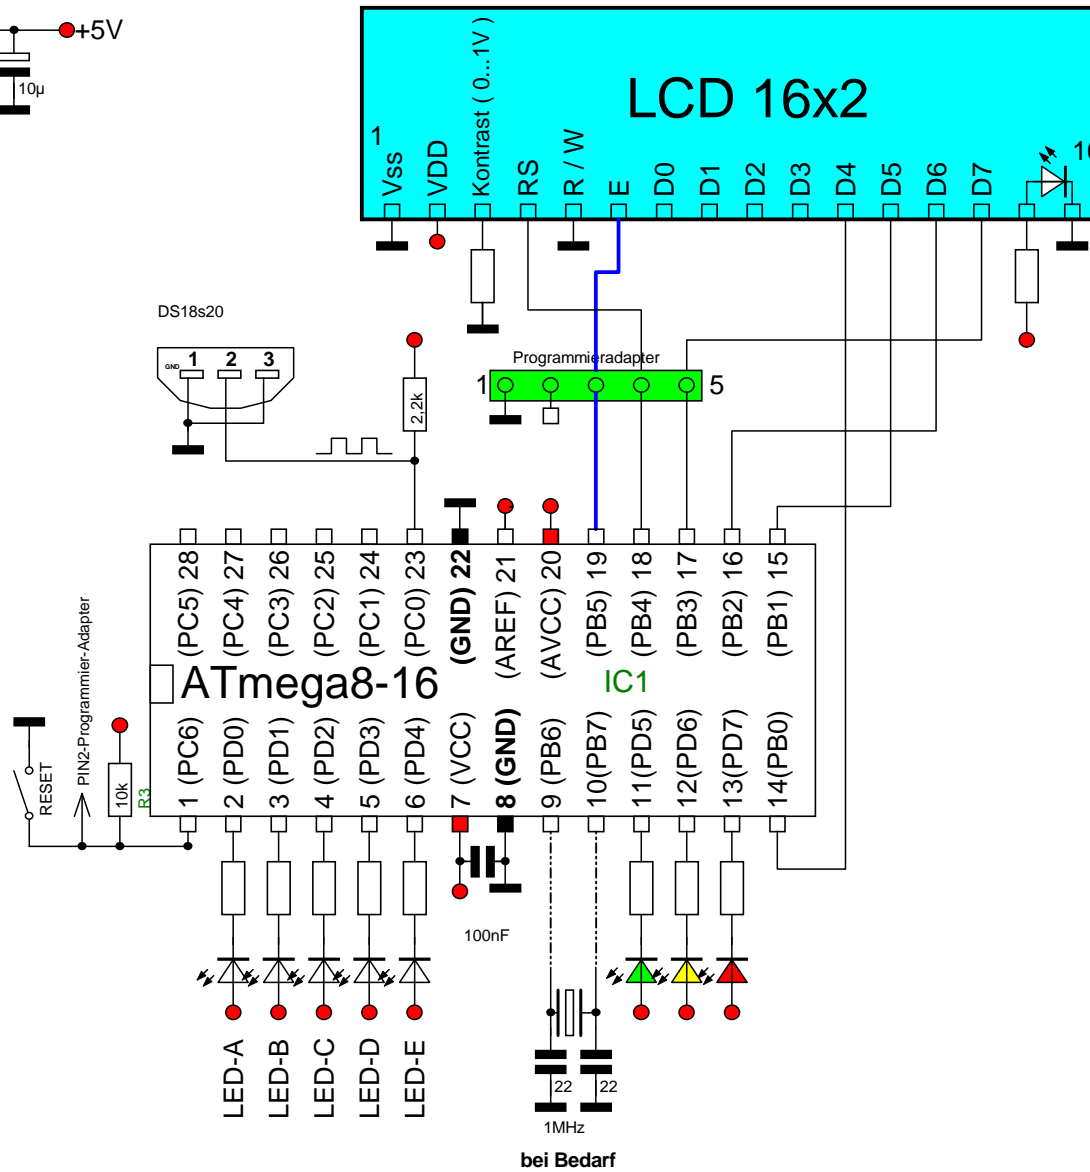 +5V
10µ
LCD 16x2
1
Vss
VDD
Kontrast ( 0...1V )
RS
R / W
E
D0
D1
D2
D3
D4
D5
D6
D7
DS18s20
GND
1 2 3
2,2k
Programmieradapter
1
5
(PC5) 28
(PC4) 27
(PC3) 26
(PC2) 25
(PC1) 24
(PC0) 23
(GND) 22
(AREF) 21
(AVCC) 20
(PB5) 19
(PB4) 18
(PB3) 17
(PB2) 16
(PB1) 15
ATmega8-16
IC1
RESET
PIN2-Programmier-Adapter
10k
R3
1 (PC6)
2 (PD0)
3 (PD1)
4 (PD2)
5 (PD3)
6 (PD4)
7 (VCC)
8 (GND)
9 (PB6)
10(PB7)
11(PD5)
12(PD6)
13(PD7)
14(PB0)
100nF
LED-A
LED-B
LED-C
LED-D
LED-E
22
22
1MHz
bei Bedarf